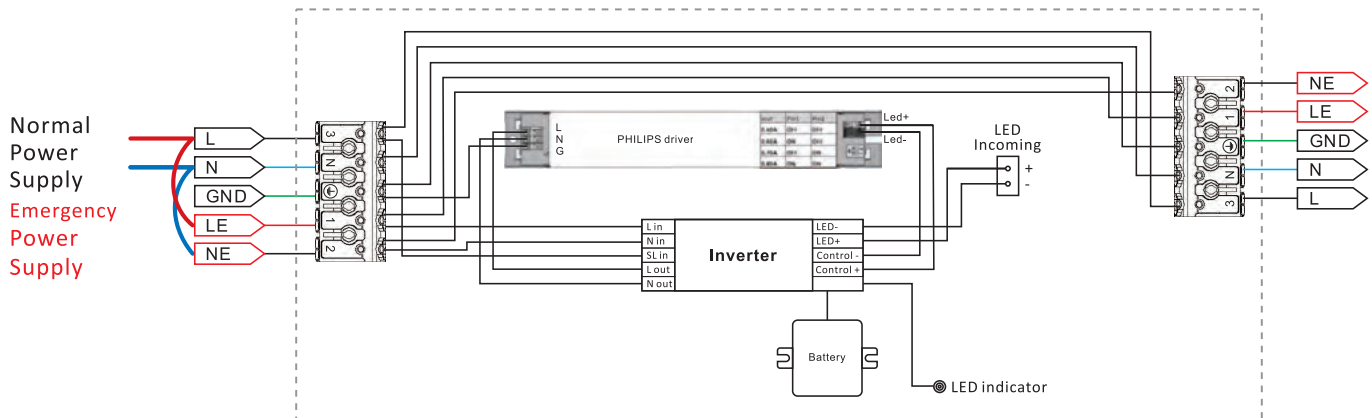 Normal
Power
Supply
Emergency
Power
Supply
L
N
GND
LE
NE
3
N
1
2
L
N
G
PHILIPS driver
Led+
Led-
LED
Incoming
+
-
L in
N in
SL in
L out
N out
Inverter
LED-
LED+
Control -
Control +
Battery
LED indicator
2
1
N
3
NE
LE
GND
N
L